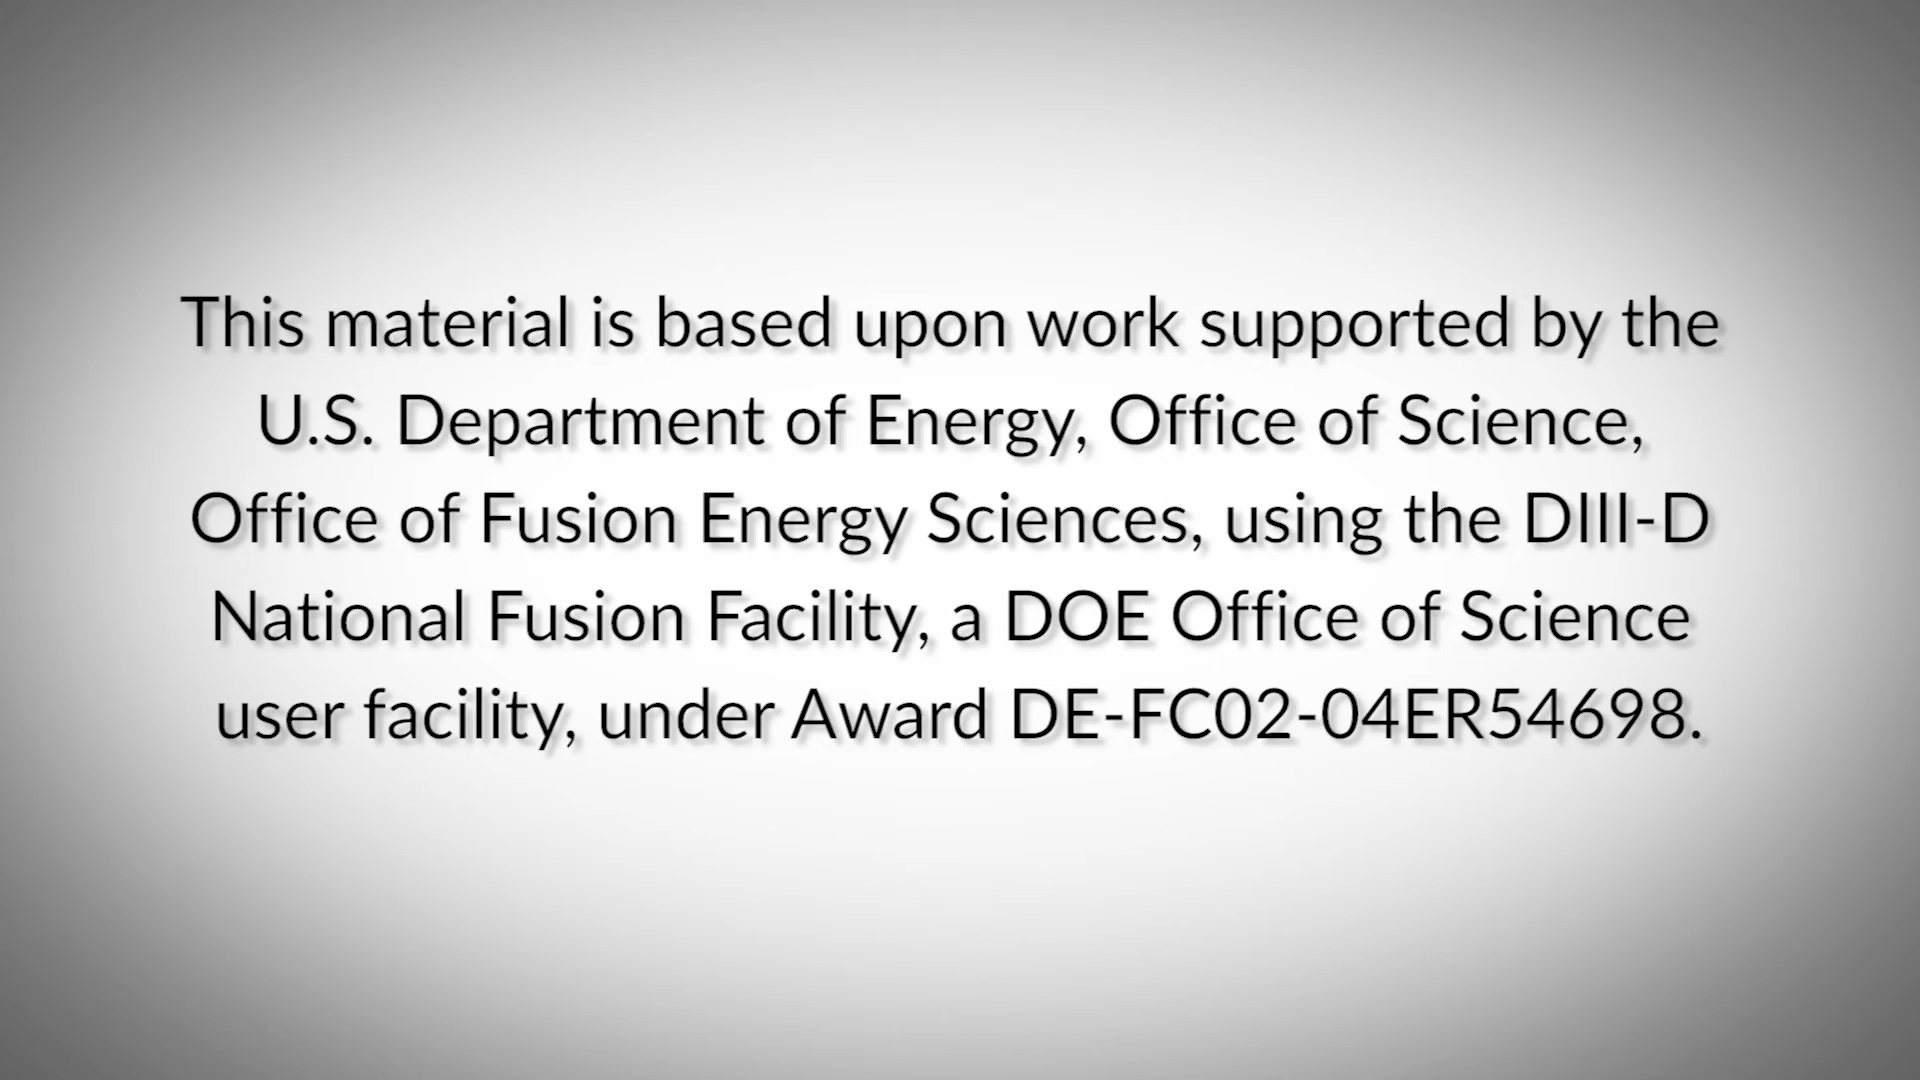 This material is based upon work supported by the
U.S. Department of Energy, Office of Science,
Office of Fusion Energy Sciences, using the DIII-D
National Fusion Facility, a DOE Office of Science
user facility, under Award DE-FC02-04ER54698.